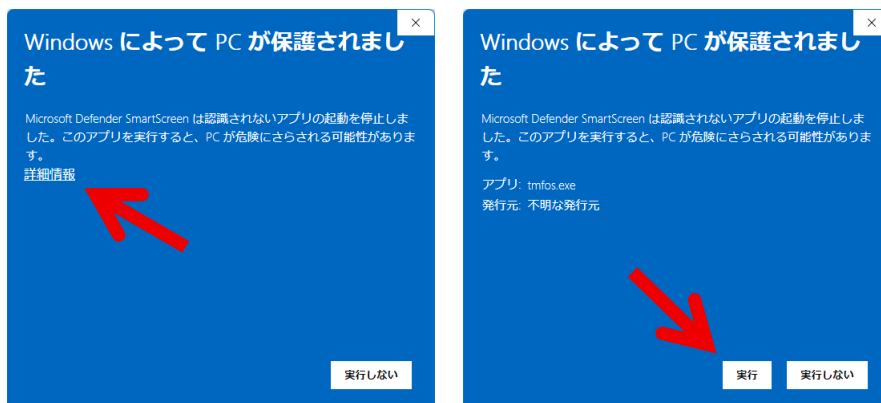 Windows によって PC が保護されまし
た
Microsoft Defender SmartScreen は認識されないアプリの起動を停止しま
した。このアプリを実行すると、PC が危険にさらされる可能性がありま
す。
詳細情報
実行しない
Windows によって PC が保護されまし
た
Microsoft Defender SmartScreen は認識されないアプリの起動を停止しま
した。このアプリを実行すると、PC が危険にさらされる可能性がありま
す。
アプリ: tmfos.exe
発行元: 不明な発行元
実行 実行しない